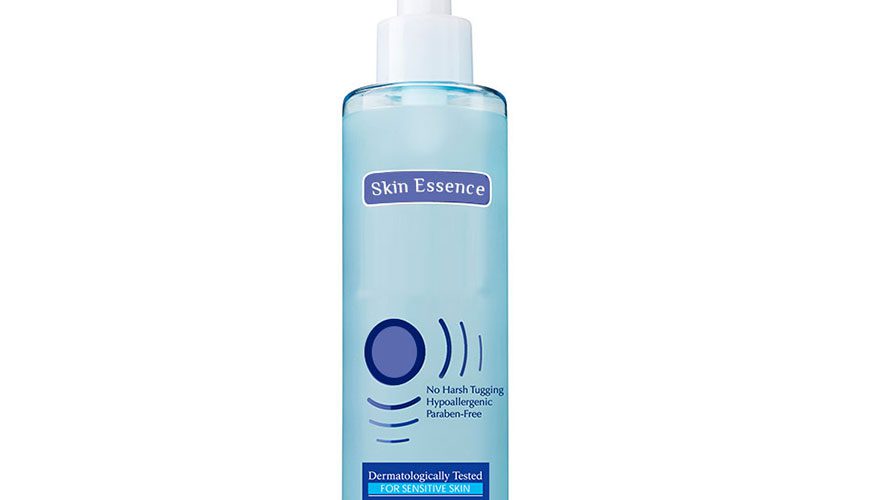 Skin Essence
No Harsh Tugging
Hypoallergenic
Paraben-Free
Dermatologically Tested
FOR SENSITIVE SKIN